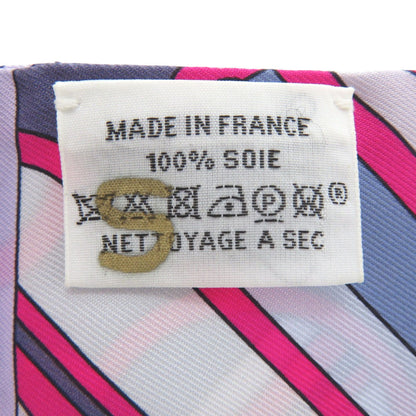 MADE IN FRANCE
100% SOIE
S P ®
NETTOYAGE A SEC